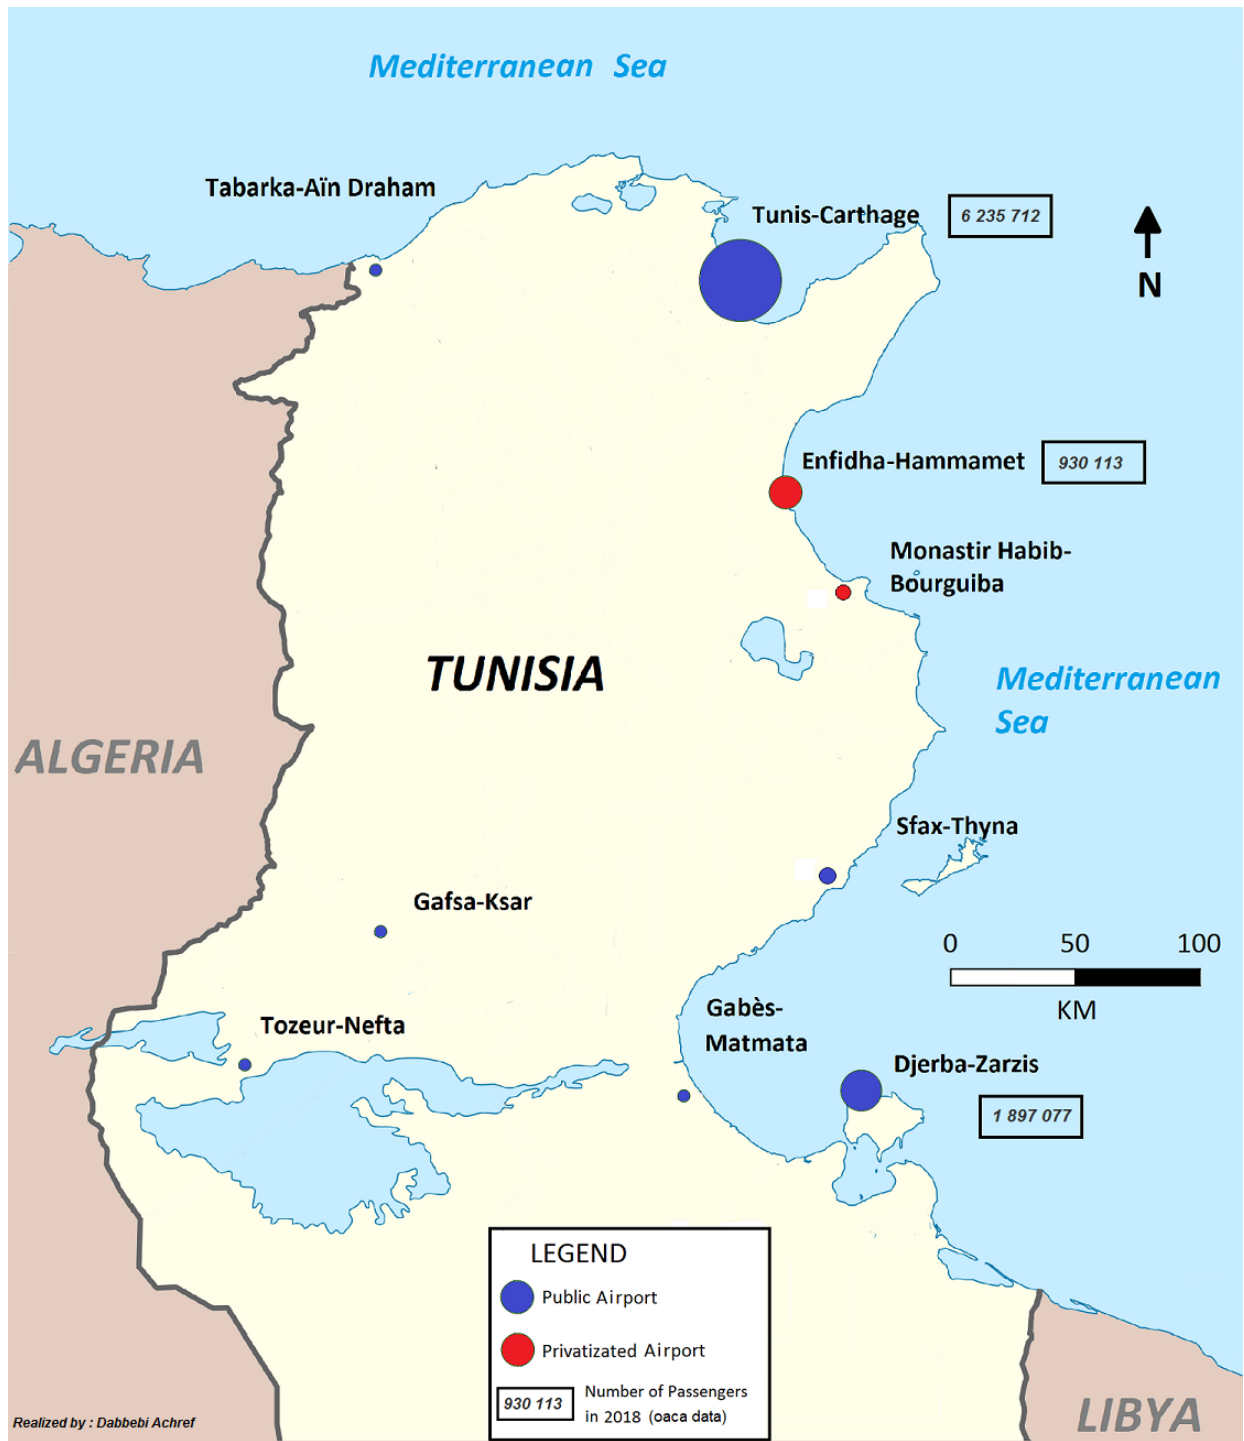 Mediterranean Sea
Tabarka-Aïn Draham
Tunis-Carthage
6 235 712
N
Enfidha-Hammamet
930 113
Monastir Habib-
Bourguiba
TUNISIA
Mediterranean
Sea
ALGERIA
Sfax-Thyna
Gafsa-Ksar
0 50 100
KM
Tozeur-Nefta
Gabès-
Matmata
Djerba-Zarzis
1 897 077
LEGEND
Public Airport
Privatizated Airport
930 113
Number of Passengers
in 2018 (oaca data)
Realized by : Dabbebi Achref
LIBYA